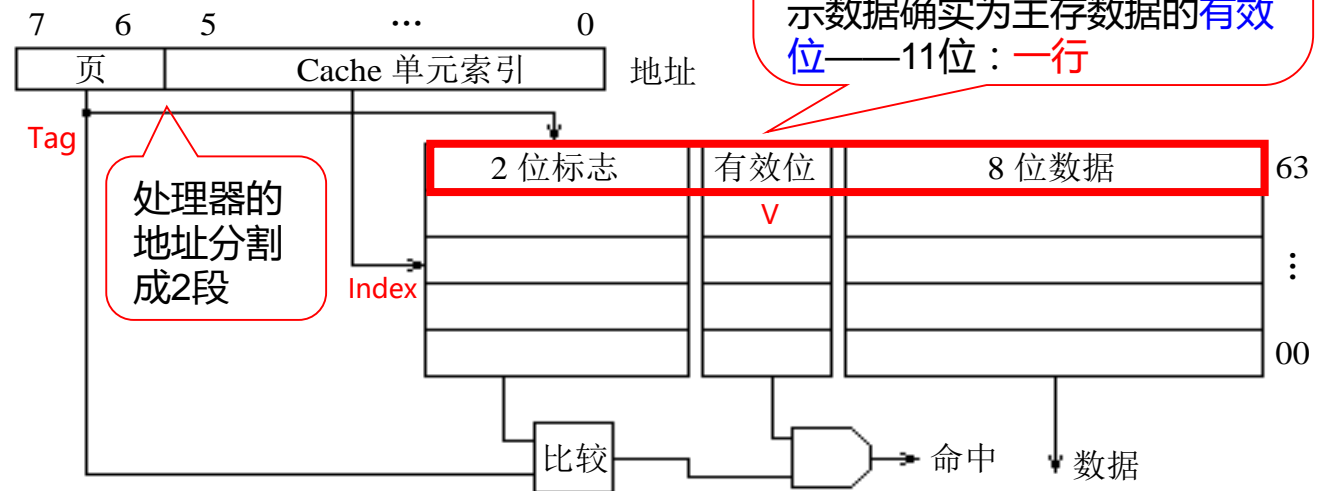 示数据确实为主存数据的有效
位——11位：一行
7 6 5 … 0
页 Cache 单元索引 地址
Tag
处理器的
地址分割
成2段
2 位标志 有效位 8 位数据 63
V
Index
⋮
00
比较
命中
数据